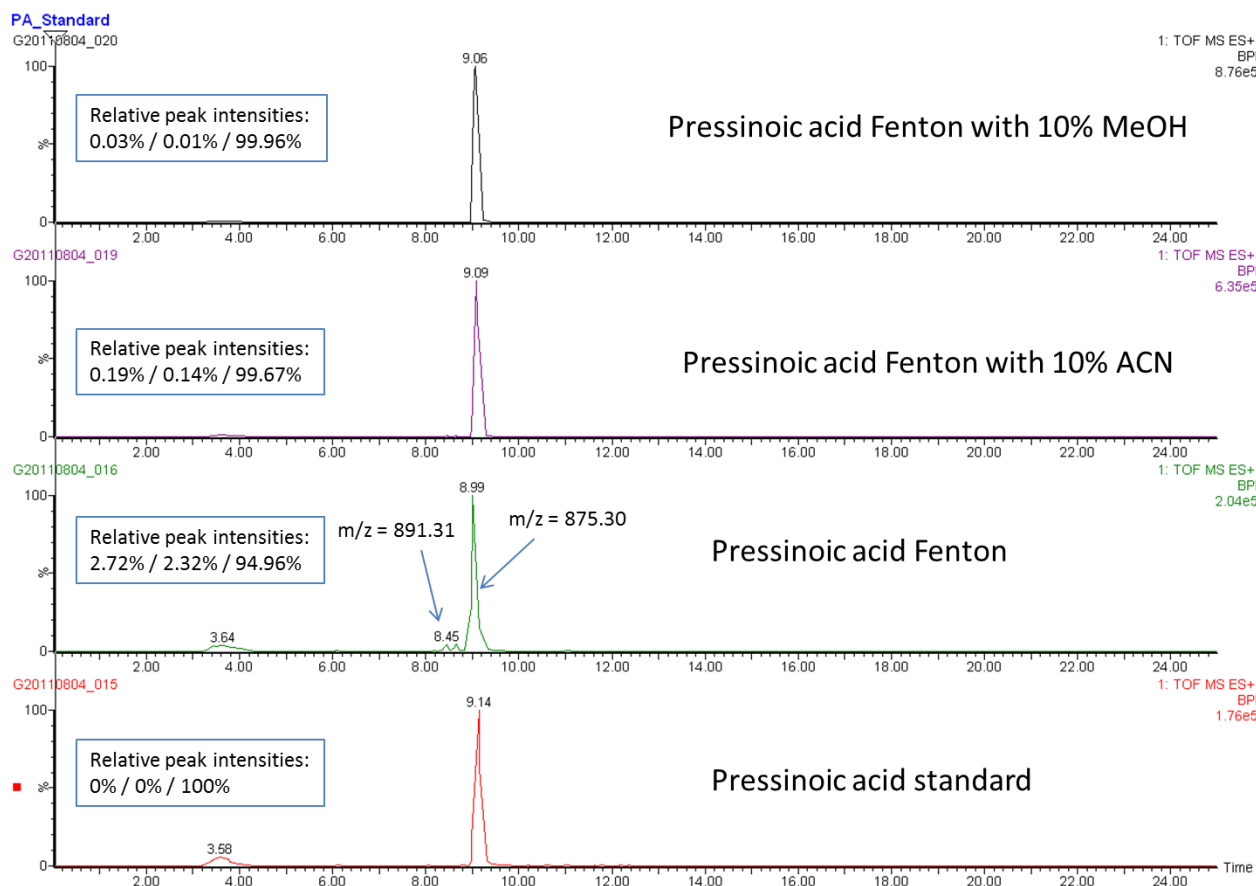 PA_Standard
G20110804_020
1: TOF MS ES+
BPI
8.76e5
100
9.06
Relative peak intensities:
0.03% / 0.01% / 99.96%
Pressinoic acid Fenton with 10% MeOH
%
0
2.00 4.00 6.00 8.00 10.00 12.00 14.00 16.00 18.00 20.00 22.00 24.00
G20110804_019
1: TOF MS ES+
BPI
6.35e5
100
9.09
Relative peak intensities:
0.19% / 0.14% / 99.67%
Pressinoic acid Fenton with 10% ACN
%
0
2.00 4.00 6.00 8.00 10.00 12.00 14.00 16.00 18.00 20.00 22.00 24.00
G20110804_016
1: TOF MS ES+
BPI
2.04e5
100
8.99
m/z = 891.31
m/z = 875.30
Relative peak intensities:
2.72% / 2.32% / 94.96%
Pressinoic acid Fenton
%
3.64
8.45
0
2.00 4.00 6.00 8.00 10.00 12.00 14.00 16.00 18.00 20.00 22.00 24.00
G20110804_015
1: TOF MS ES+
BPI
1.76e5
100
9.14
Relative peak intensities:
0% / 0% / 100%
Pressinoic acid standard
%
3.58
0
Time
2.00 4.00 6.00 8.00 10.00 12.00 14.00 16.00 18.00 20.00 22.00 24.00